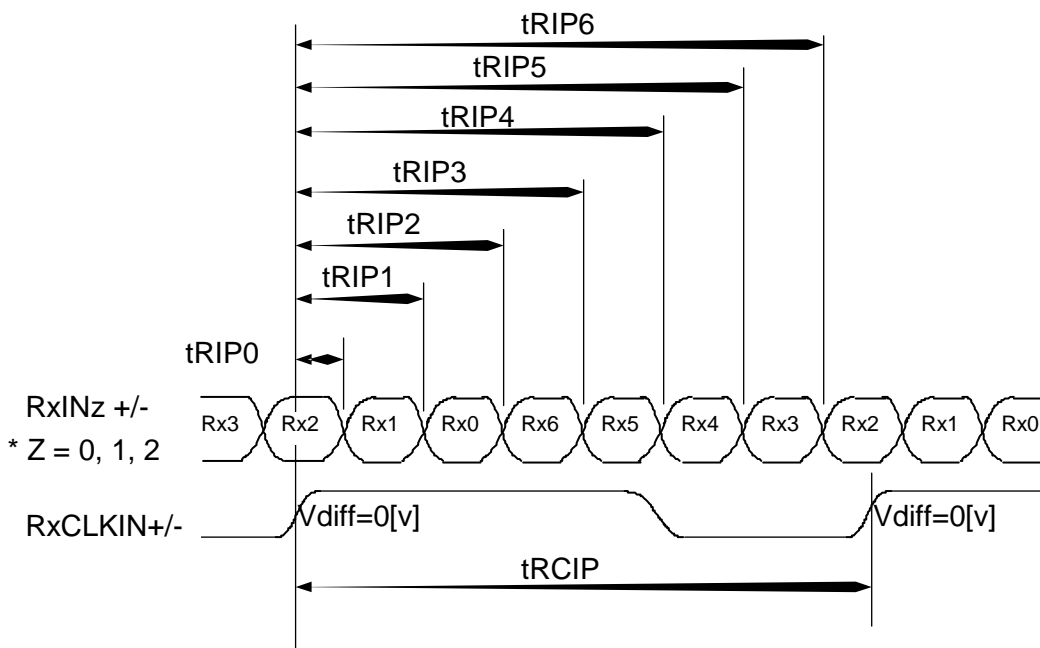 tRIP6
tRIP5
tRIP4
tRIP3
tRIP2
tRIP1
tRIP0
RxINz +/-
* Z = 0, 1, 2
Rx3 Rx2 Rx1 Rx0 Rx6 Rx5 Rx4 Rx3 Rx2 Rx1 Rx0
RxCLKIN+/-
Vdiff=0[v] Vdiff=0[v]
tRCIP